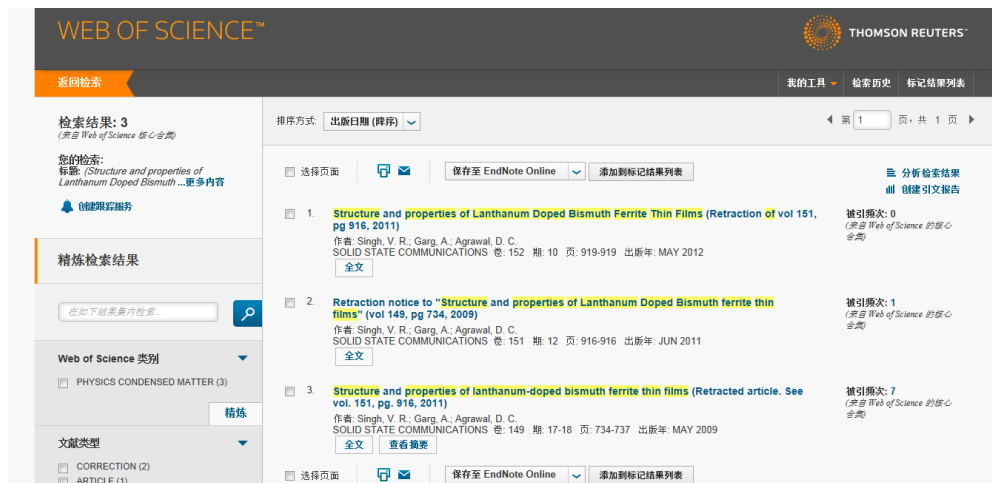 WEB OF SCIENCE™
THOMSON REUTERS™
返回检索
我的工具
检索历史
标记结果列表
检索结果: 3
(来自 Web of Science 核心合集)
您的检索:
标题: (Structure and properties of
Lanthanum Doped Bismuth ...更多内容
创建跟踪服务
精炼检索结果
在如下结果集内检索...
Web of Science 类别
PHYSICS CONDENSED MATTER (3)
精炼
文献类型
CORRECTION (2)
ARTICLE (1)
排序方式: 出版日期 (降序)
第 1 页，共 1 页
选择页面
保存至 EndNote Online
添加到标记结果列表
分析检索结果
创建引文报告
1. Structure and properties of Lanthanum Doped Bismuth Ferrite Thin Films (Retraction of vol 151,
pg 916, 2011)
作者: Singh, V. R.; Garg, A.; Agrawal, D. C.
SOLID STATE COMMUNICATIONS 卷: 152 期: 10 页: 919-919 出版年: MAY 2012
全文
被引频次: 0
(来自 Web of Science 的核心
合集)
2. Retraction notice to "Structure and properties of Lanthanum Doped Bismuth ferrite thin
films" (vol 149, pg 734, 2009)
作者: Singh, V. R.; Garg, A.; Agrawal, D. C.
SOLID STATE COMMUNICATIONS 卷: 151 期: 12 页: 916-916 出版年: JUN 2011
全文
被引频次: 1
(来自 Web of Science 的核心
合集)
3. Structure and properties of lanthanum-doped bismuth ferrite thin films (Retracted article. See
vol. 151, pg. 916, 2011)
作者: Singh, V. R.; Garg, A.; Agrawal, D. C.
SOLID STATE COMMUNICATIONS 卷: 149 期: 17-18 页: 734-737 出版年: MAY 2009
全文
查看摘要
被引频次: 7
(来自 Web of Science 的核心
合集)
选择页面
保存至 EndNote Online
添加到标记结果列表